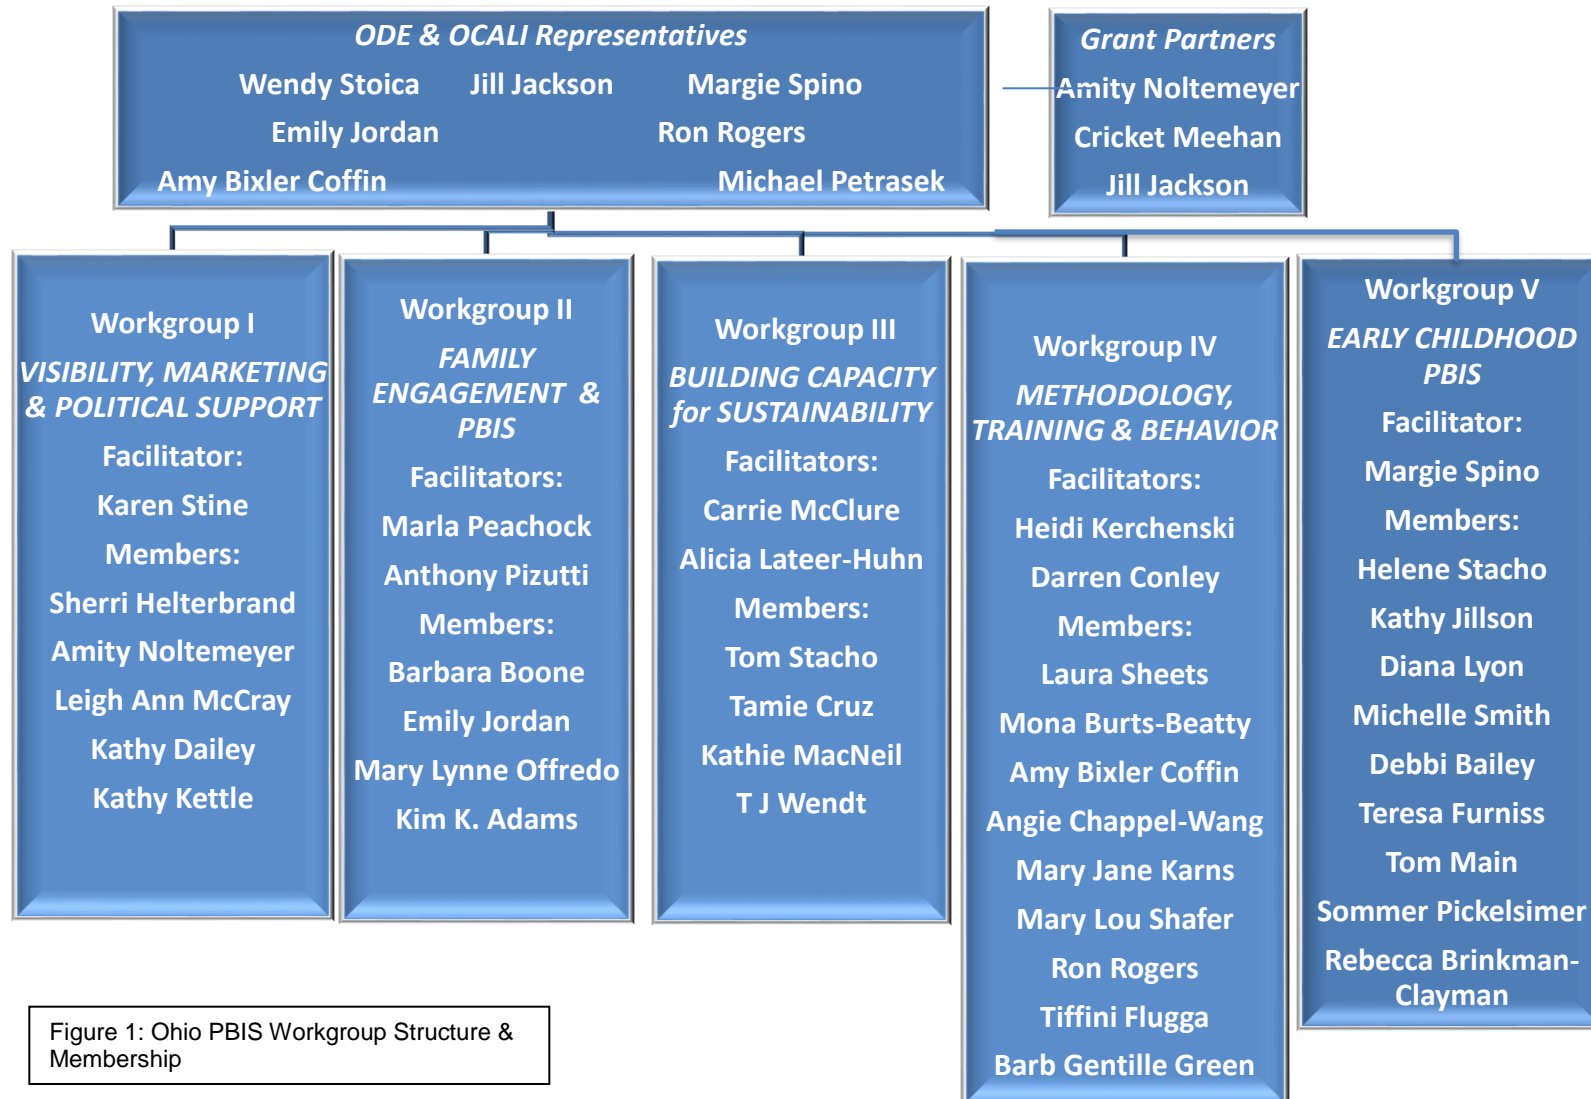 ODE & OCALI Representatives
Wendy Stoica Jill Jackson Margie Spino
Emily Jordan Ron Rogers
Amy Bixler Coffin Michael Petrasek
Grant Partners
Amity Noltemeyer
Cricket Meehan
Jill Jackson
Workgroup I
VISIBILITY, MARKETING
& POLITICAL SUPPORT
Facilitator:
Karen Stine
Members:
Sherri Helterbrand
Amity Noltemeyer
Leigh Ann McCray
Kathy Dailey
Kathy Kettle
Workgroup II
FAMILY
ENGAGEMENT &
PBIS
Facilitators:
Marla Peachock
Anthony Pizutti
Members:
Barbara Boone
Emily Jordan
Mary Lynne Offredo
Kim K. Adams
Workgroup III
BUILDING CAPACITY
for SUSTAINABILITY
Facilitators:
Carrie McClure
Alicia Lateer-Huhn
Members:
Tom Stacho
Tamie Cruz
Kathie MacNeil
T J Wendt
Workgroup IV
METHODOLOGY,
TRAINING & BEHAVIOR
Facilitators:
Heidi Kerchenski
Darren Conley
Members:
Laura Sheets
Mona Burts-Beatty
Amy Bixler Coffin
Angie Chappel-Wang
Mary Jane Karns
Mary Lou Shafer
Ron Rogers
Tiffini Flugga
Barb Gentille Green
Workgroup V
EARLY CHILDHOOD
PBIS
Facilitator:
Margie Spino
Members:
Helene Stacho
Kathy Jillson
Diana Lyon
Michelle Smith
Debbi Bailey
Teresa Furniss
Tom Main
Sommer Pickelsimer
Rebecca Brinkman-
Clayman
Figure 1: Ohio PBIS Workgroup Structure &
Membership